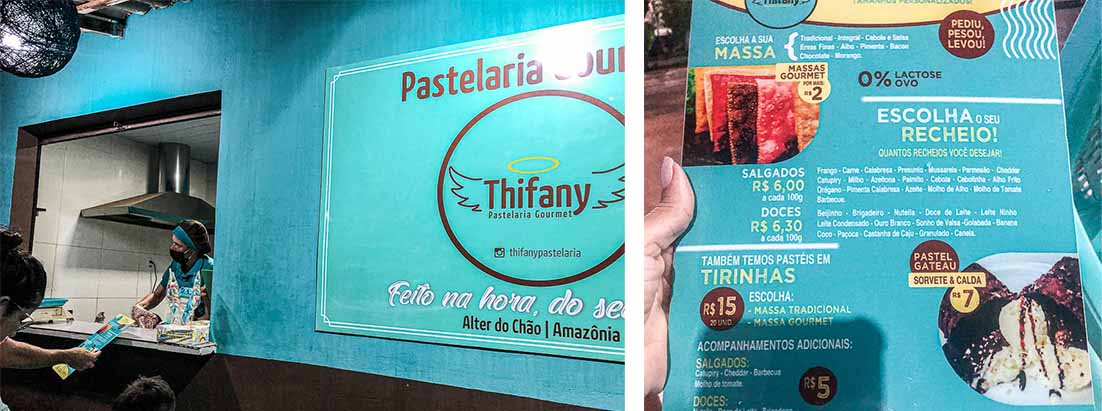 Pastelaria
Thifany
Pastelaria Gourmet
thifanypastelaria
Feito na hora, do
Alter do Chão | Amazônia
Thifany
TAMANHOS PERSONALIZADOS!
PEDIU,
PESOU,
LEVOU!
ESCOLHA A SUA
MASSA
Tradicional - Integral - Cebola e Salsa
Ervas Finas - Alho - Pimenta - Bacon
Chocolate - Morango.
MASSAS
GOURMET
POR MAIS:
R$2
0% LACTOSE
OVO
ESCOLHA O SEU
RECHEIO!
QUANTOS RECHEIOS VOCÊ DESEJAR!
SALGADOS
R$ 6,00
a cada 100g
Frango - Carne - Calabresa - Presunto - Mussarela - Parmesão - Cheddar
Catupiry - Milho - Azeitona - Palmito - Cebola - Cebolinha - Alho Frito
Orégano - Pimenta Calabresa - Azeite - Molho de Alho - Molho de Tomate
Barbecue.
DOCES
R$ 6,30
a cada 100g
Beijinho - Brigadeiro - Nutella - Doce de Leite - Leite Ninho
Leite Condensado - Ouro Branco - Sonho de Valsa -Goiabada - Banana
Coco - Paçoca - Castanha de Caju - Granulado - Canela.
TAMBÉM TEMOS PASTÉIS EM
TIRINHAS
R$15
20 UNID.
ESCOLHA:
- MASSA TRADICIONAL
- MASSA GOURMET
PASTEL
GATEAU
SORVETE & CALDA
R$7
ACOMPANHAMENTOS ADICIONAIS:
SALGADOS:
Catupiry - Cheddar - Barbecue
Molho de tomate.
R$5
DOCES: